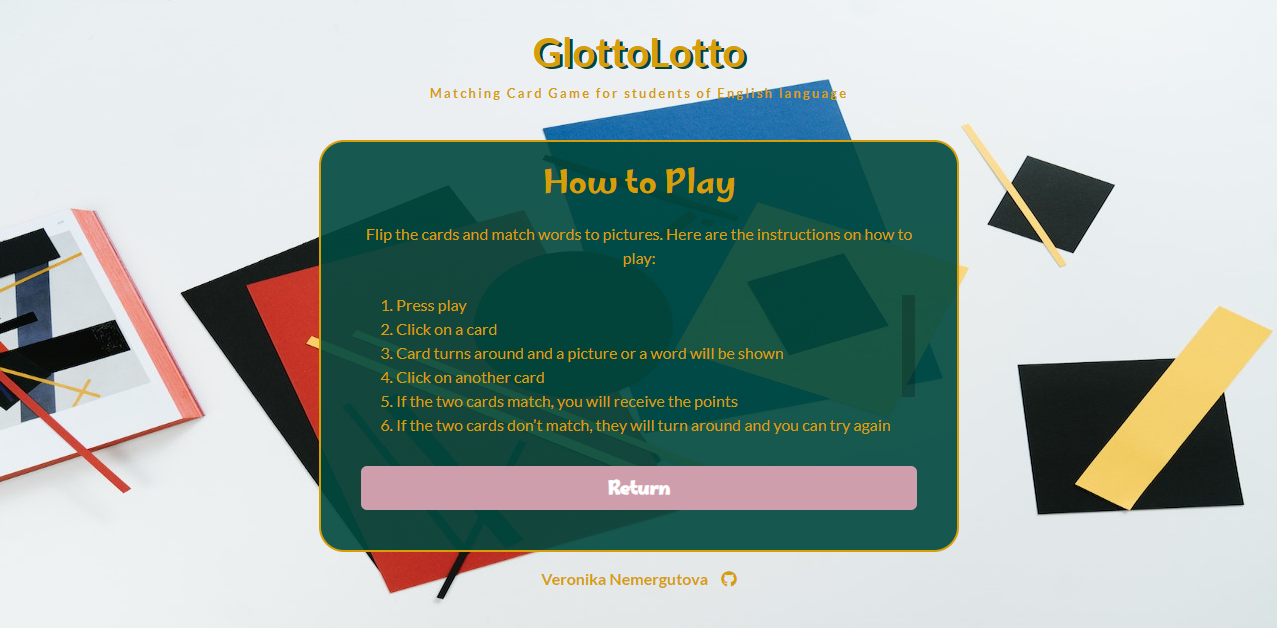 GlottoLotto
Matching Card Game for students of English language
How to Play
Flip the cards and match words to pictures. Here are the instructions on how to
play:
1. Press play
2. Click on a card
3. Card turns around and a picture or a word will be shown
4. Click on another card
5. If the two cards match, you will receive the points
6. If the two cards don't match, they will turn around and you can try again
Return
Veronika Nemergutova